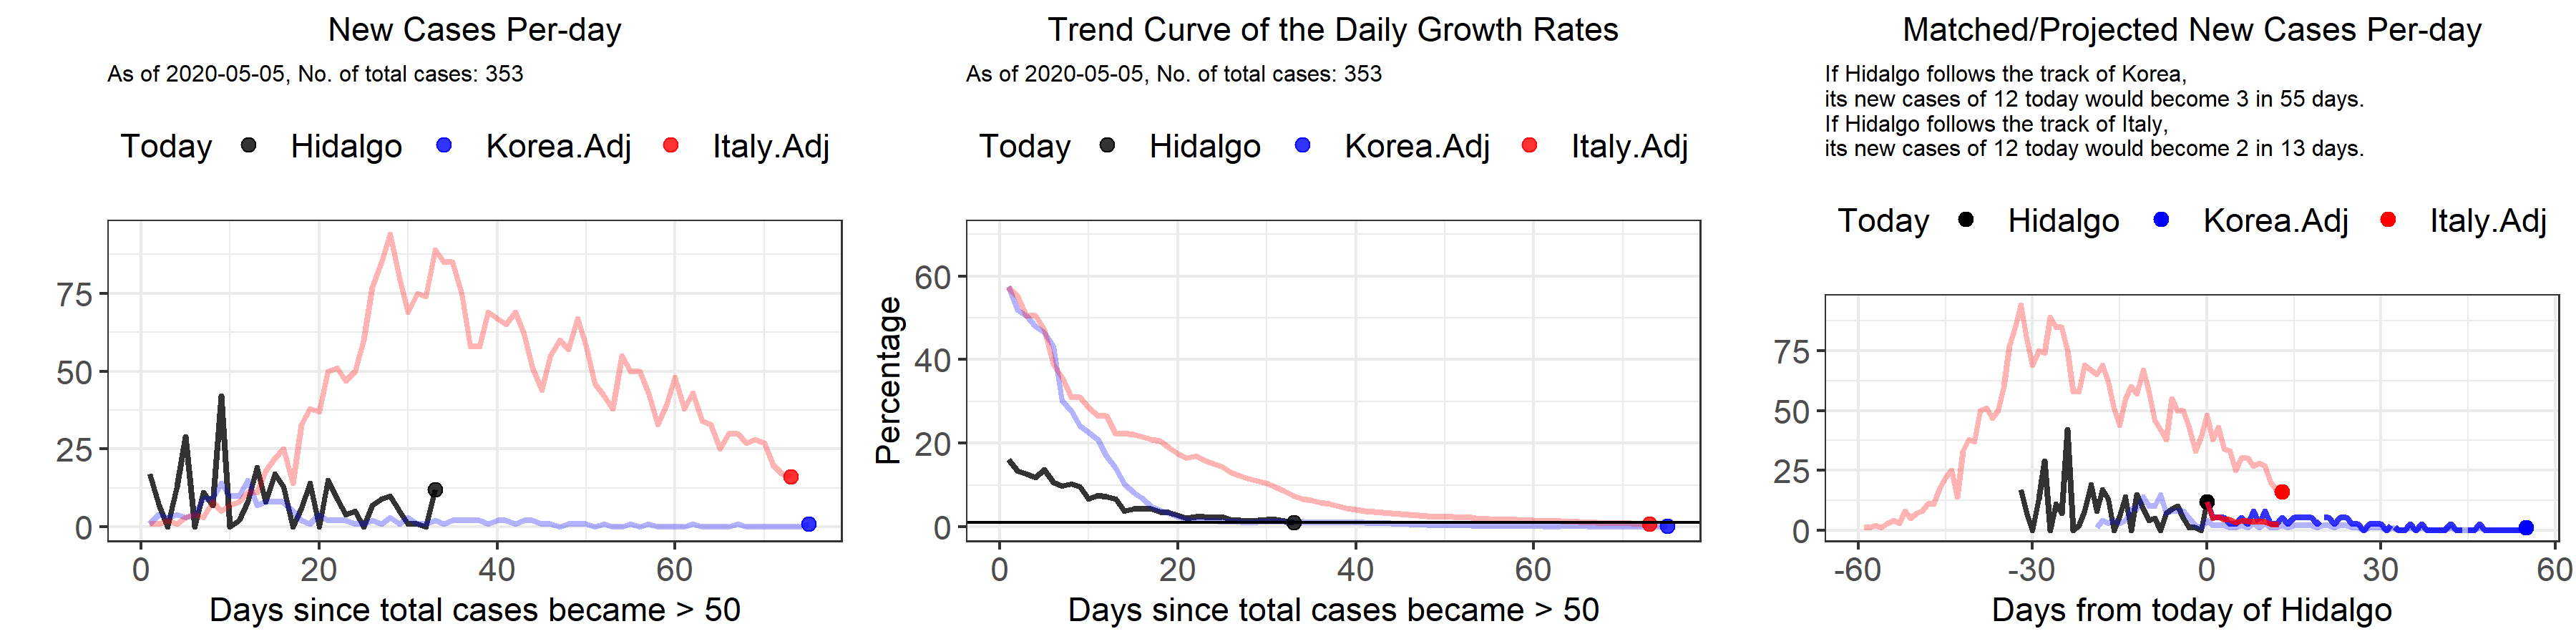 New Cases Per-day
As of 2020-05-05, No. of total cases: 353
Today Hidalgo Korea.Adj Italy.Adj
75
50
25
0
0 20 40 60
Days since total cases became > 50
Trend Curve of the Daily Growth Rates
As of 2020-05-05, No. of total cases: 353
Today Hidalgo Korea.Adj Italy.Adj
Percentage
60
40
20
0
0 20 40 60
Days since total cases became > 50
Matched/Projected New Cases Per-day
If Hidalgo follows the track of Korea,
its new cases of 12 today would become 3 in 55 days.
If Hidalgo follows the track of Italy,
its new cases of 12 today would become 2 in 13 days.
Today Hidalgo Korea.Adj Italy.Adj
75
50
25
0
-60 -30 0 30 60
Days from today of Hidalgo